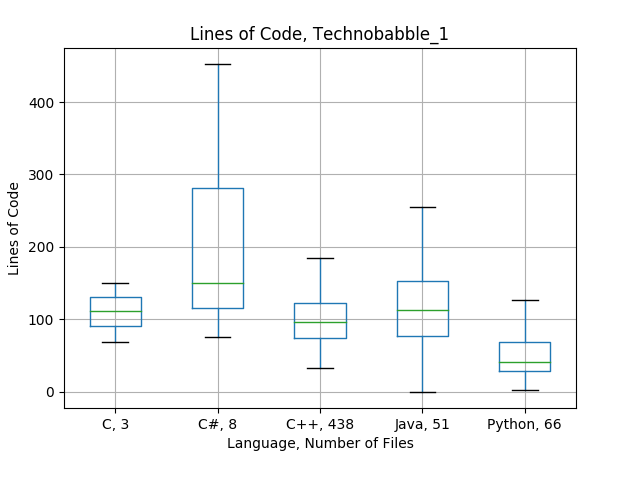 Lines of Code, Technobabble_1
Lines of Code
400
300
200
100
0
C, 3
C#, 8
C++, 438
Java, 51
Python, 66
Language, Number of Files